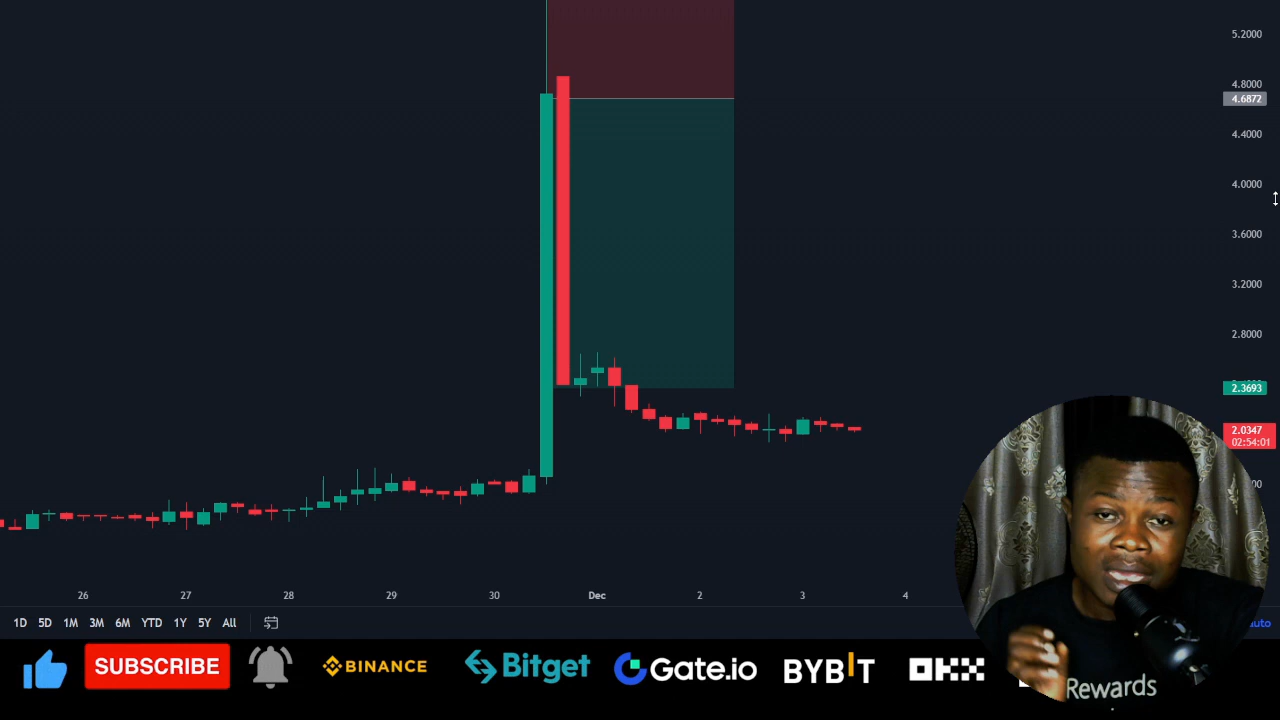 5.2000
4.8000
4.6872
4.4000
4.0000
3.6000
3.2000
2.8000
2.3693
2.0347
02:54:01
26 27 28 29 30 Dec 2 3 4
1D 5D 1M 3M 6M YTD 1Y 5Y All
auto
SUBSCRIBE BINANCE Bitget Gate.io BYBIT OKX
Rewards